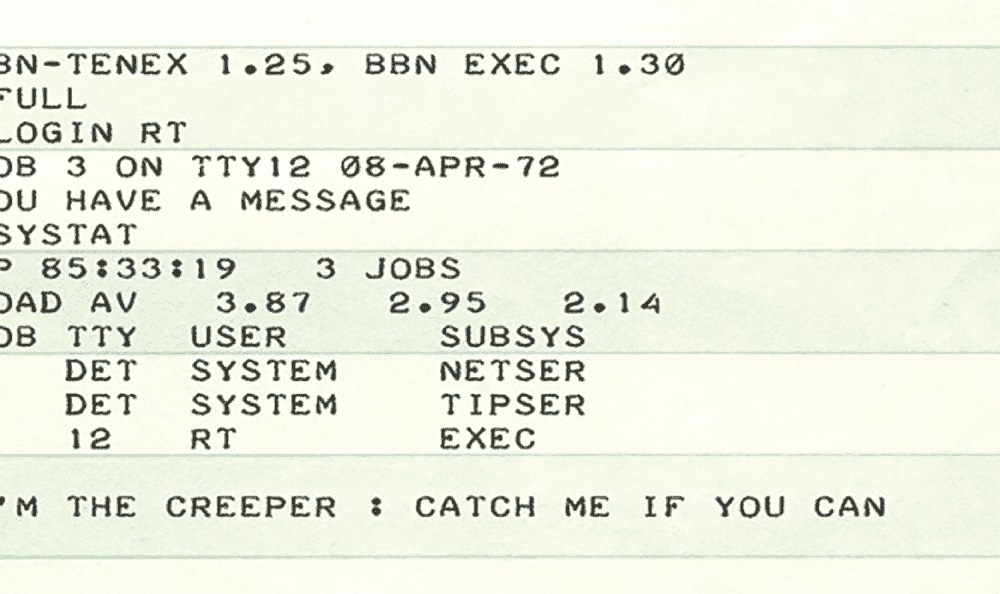 BN-TENEX 1.25, BBN EXEC 1.30
FULL
LOGIN RT
OB 3 ON TTY12 08-APR-72
OU HAVE A MESSAGE
SYSTAT
P 85:33:19 3 JOBS
OAD AV 3.87 2.95 2.14
OB TTY USER SUBSYS
DET SYSTEM NETSER
DET SYSTEM TIPSER
12 RT EXEC
'M THE CREEPER : CATCH ME IF YOU CAN